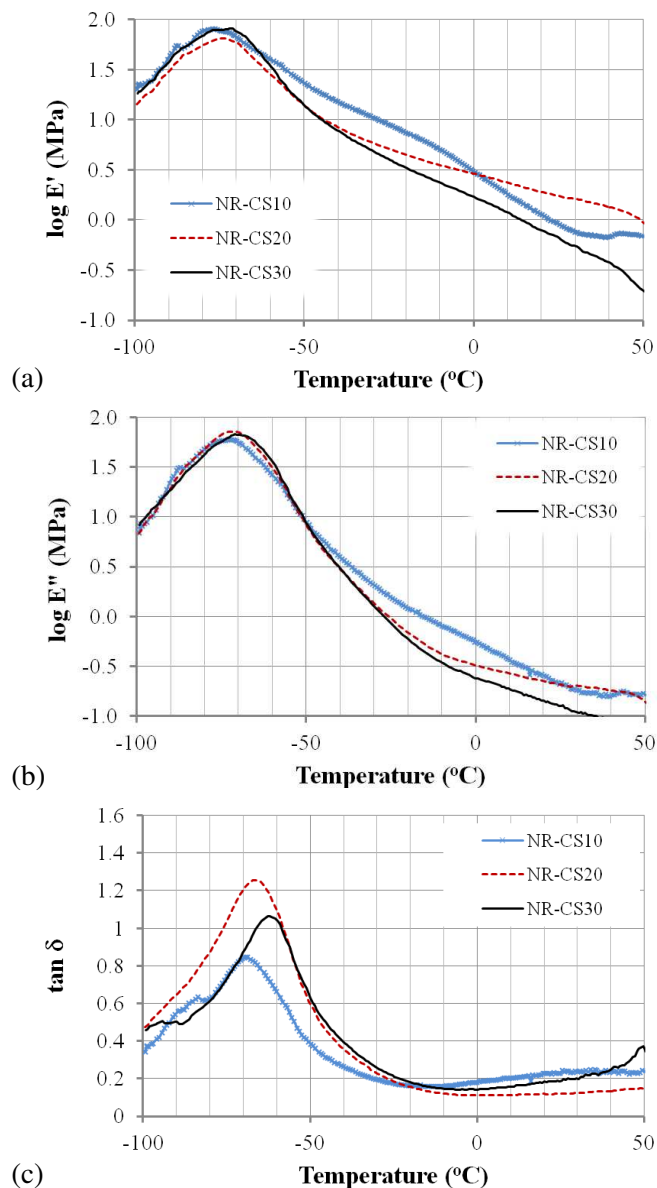 2.0
1.5
1.0
0.5
0.0
-0.5
-1.0
log E' (MPa)
NR-CS10
NR-CS20
NR-CS30
-100
-50
0
50
Temperature (°C)
(a)
2.0
1.5
1.0
0.5
0.0
-0.5
-1.0
log E" (MPa)
NR-CS10
NR-CS20
NR-CS30
-100
-50
0
50
Temperature (°C)
(b)
1.6
1.4
1.2
1
0.8
0.6
0.4
0.2
0
tan δ
NR-CS10
NR-CS20
NR-CS30
-100
-50
0
50
Temperature (°C)
(c)